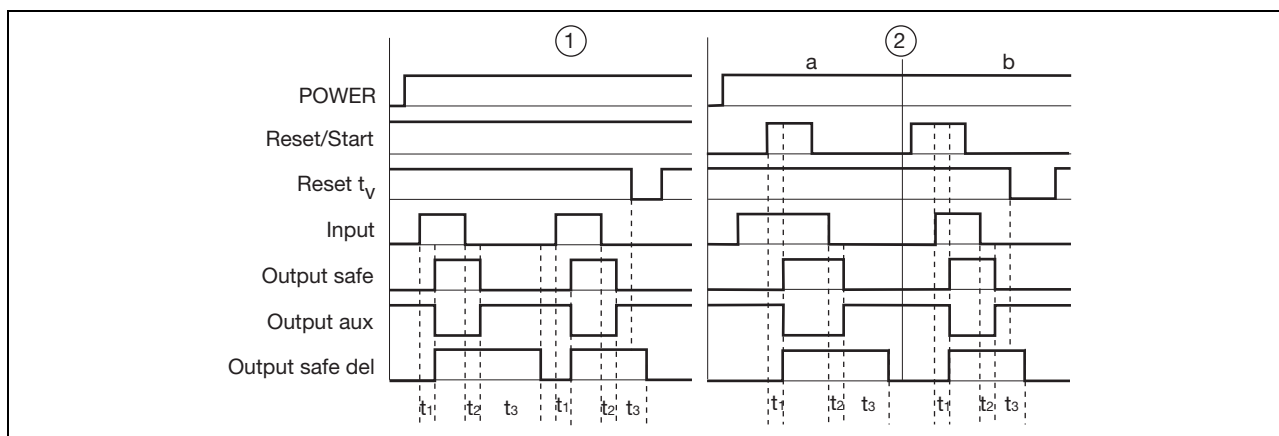 1
2
a
b
POWER
Reset/Start
Reset tv
Input
Output safe
Output aux
Output safe del
t1 t2 t3 t1 t2 t3 t1 t2 t3 t1 t2 t3